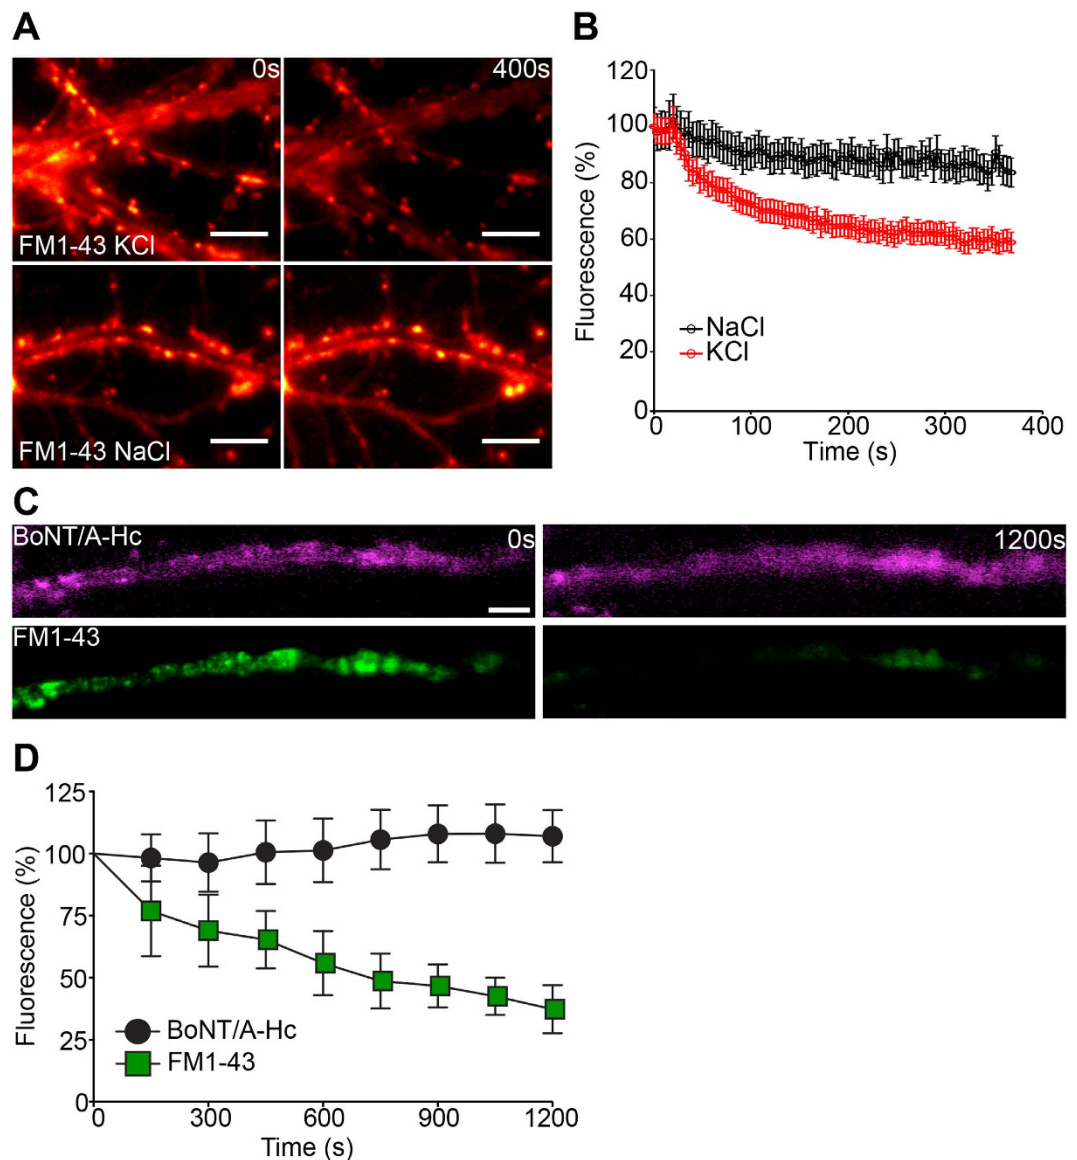 A
0s
400s
FM1-43 KCl
FM1-43 NaCl
B
120
100
80
60
40
20
0
Fluorescence (%)
NaCl
KCl
0
100
200
300
400
Time (s)
C
BoNT/A-Hc
0s
1200s
FM1-43
D
125
100
75
50
25
0
Fluorescence (%)
BoNT/A-Hc
FM1-43
0
300
600
900
1200
Time (s)